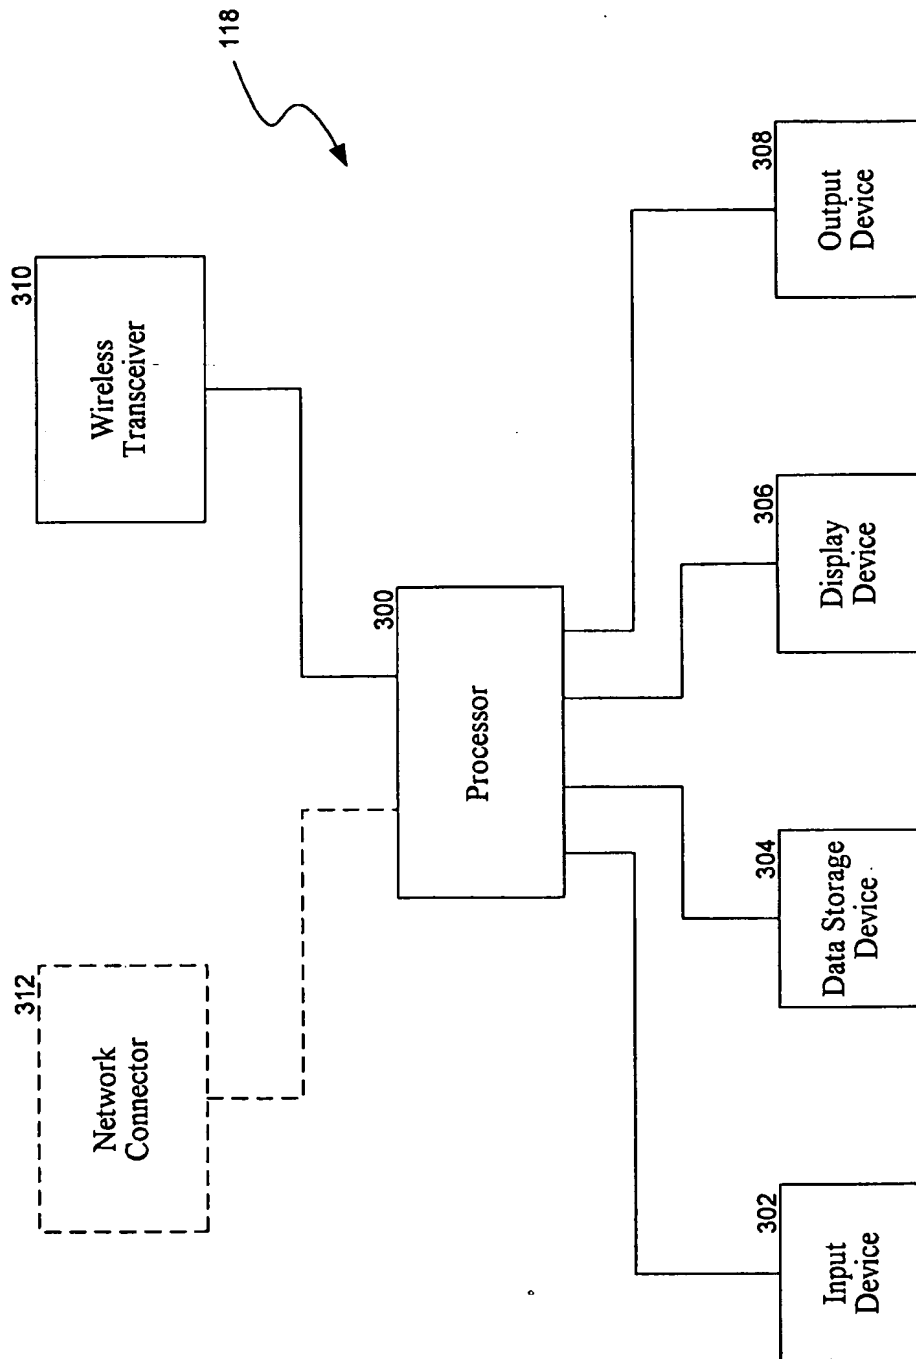 118
312
Network
Connector
310
Wireless
Transceiver
300
Processor
302
Input
Device
304
Data Storage
Device
306
Display
Device
308
Output
Device